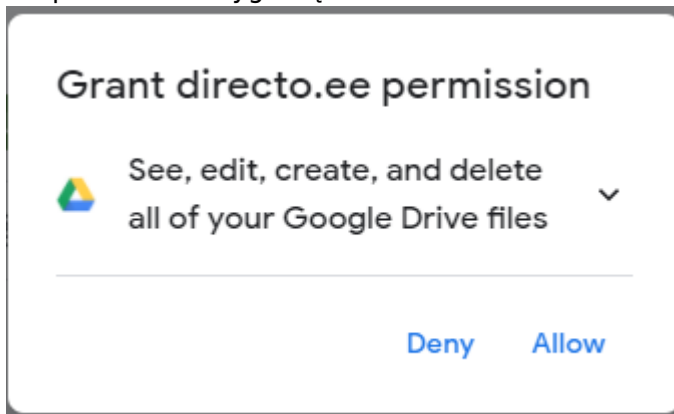 Grant directo.ee permission
See, edit, create, and delete
all of your Google Drive files
Deny Allow